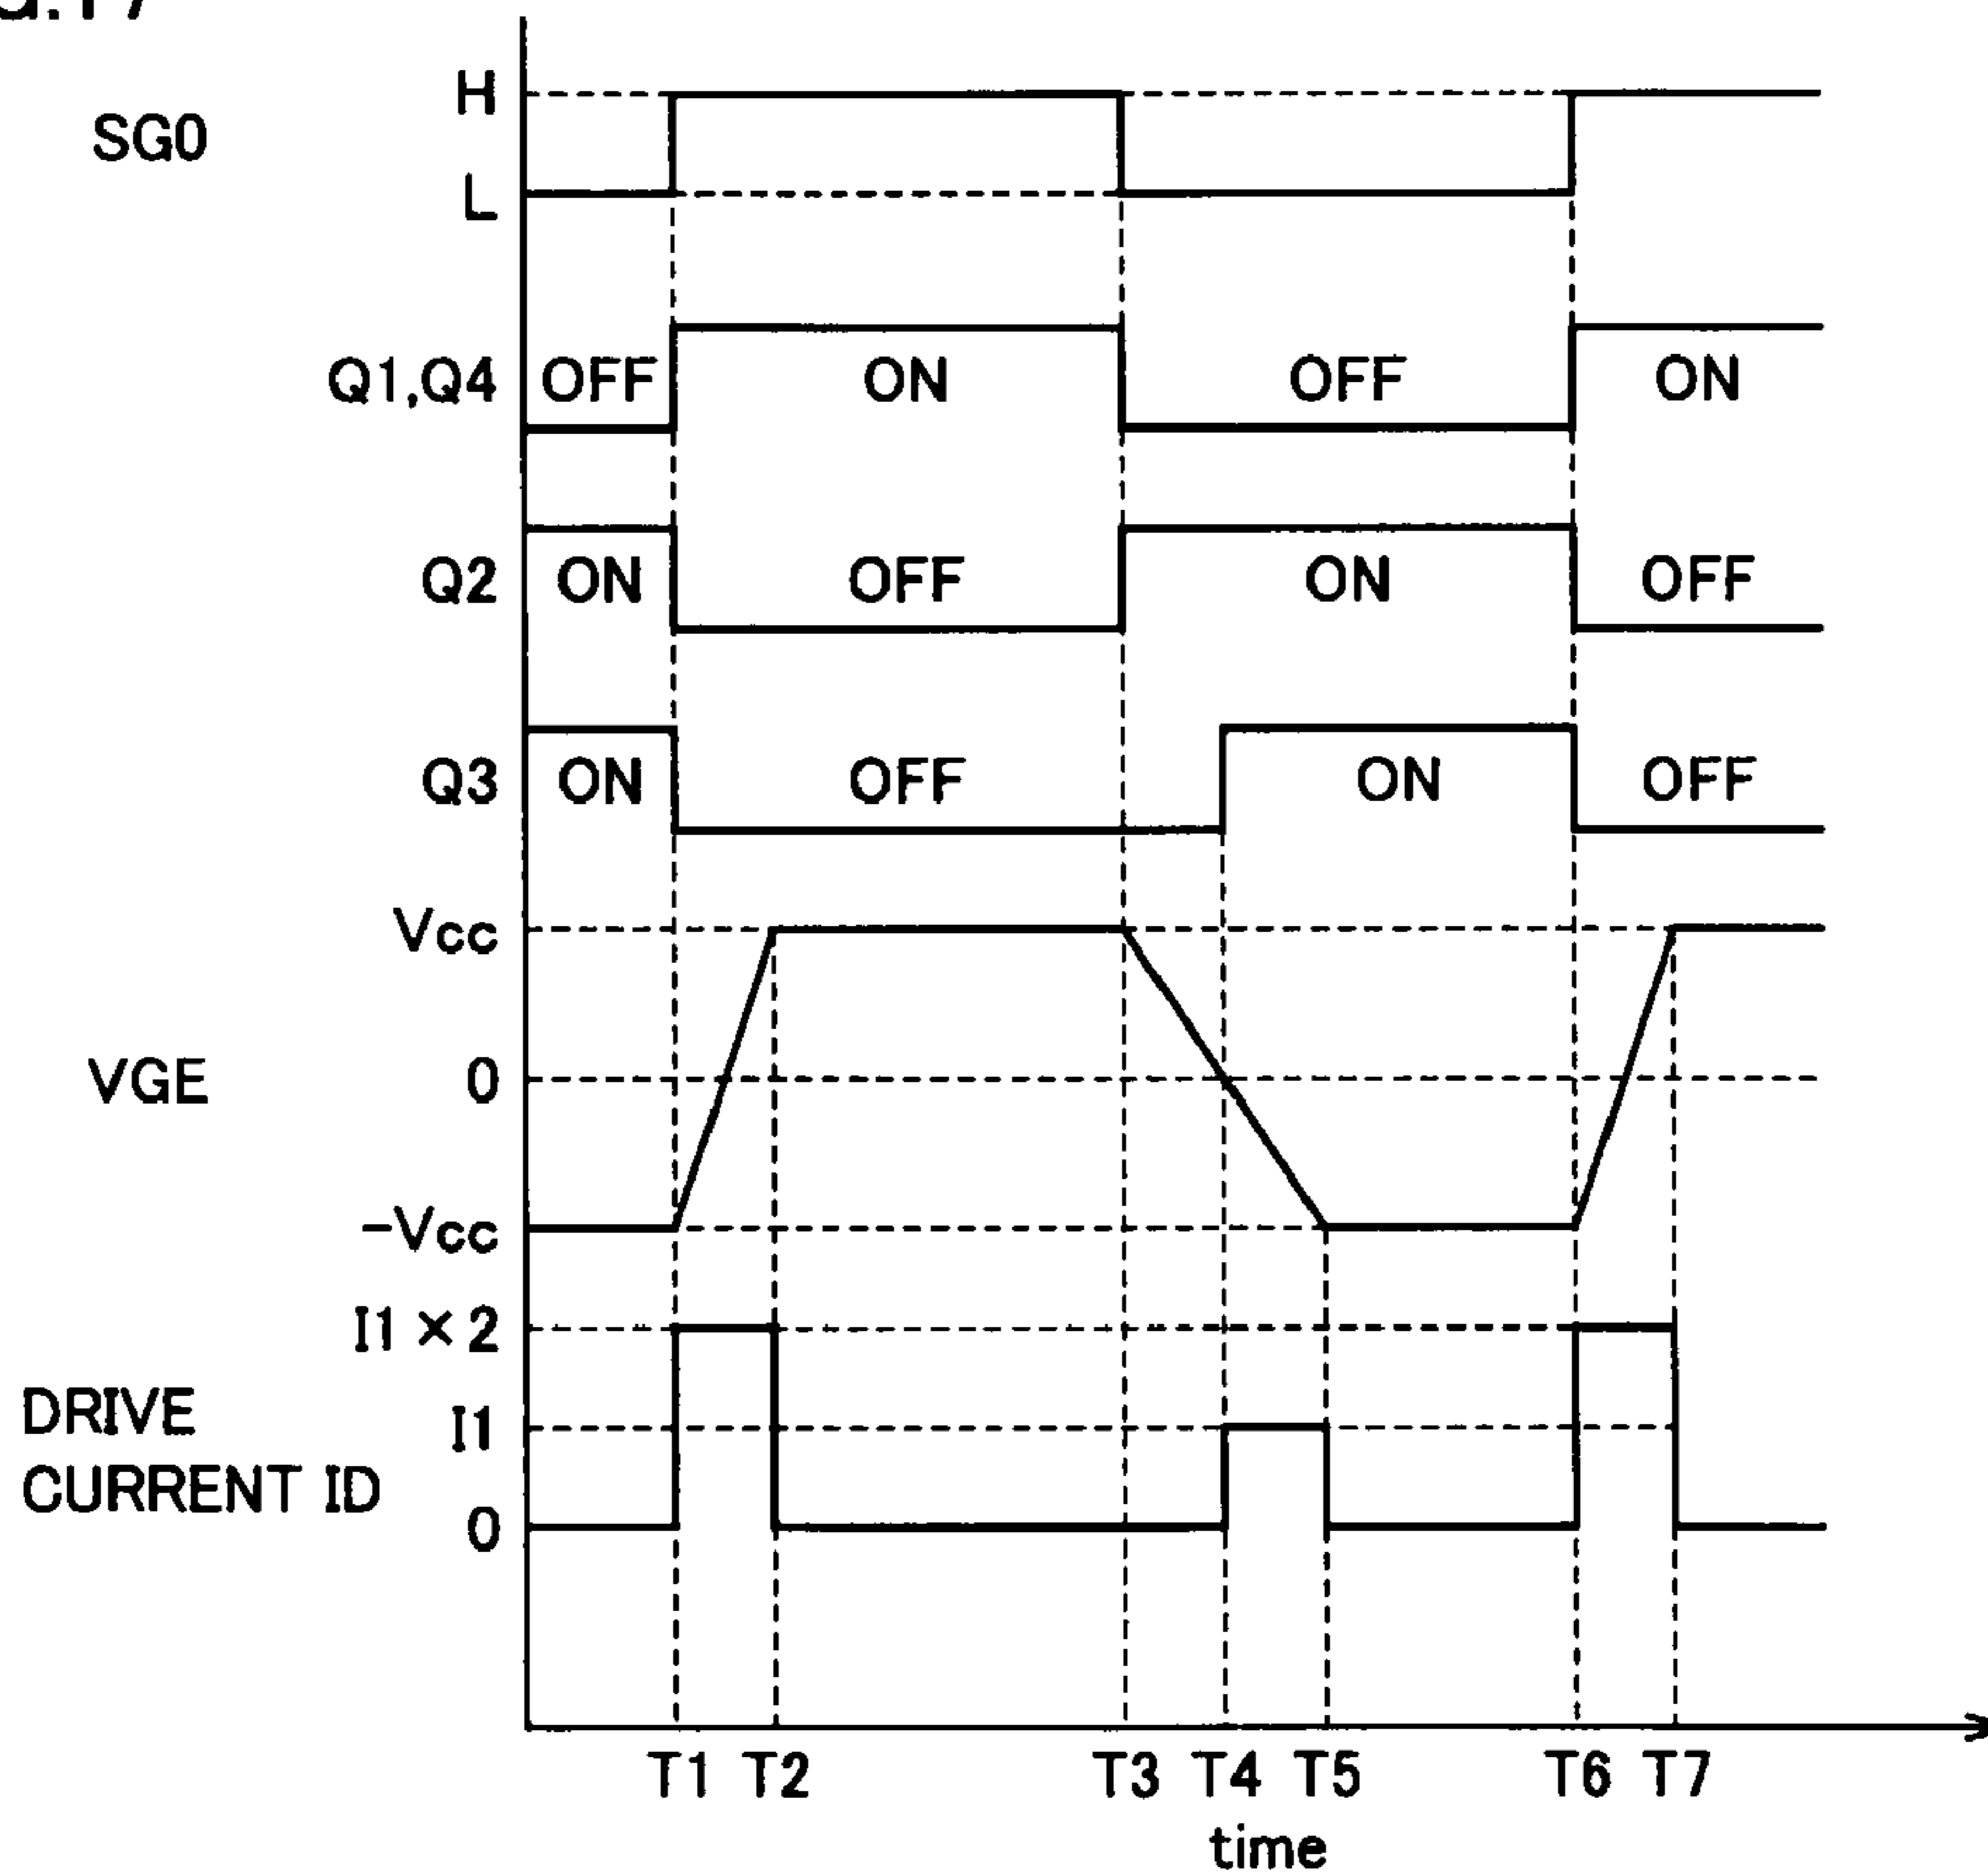 H
SG0
L
Q1,Q4 OFF ON OFF ON
Q2 ON OFF ON OFF
Q3 ON OFF ON OFF
Vcc
VGE 0
-Vcc
I1 × 2
DRIVE I1
CURRENT ID
0
T1 T2 T3 T4 T5 T6 T7
time